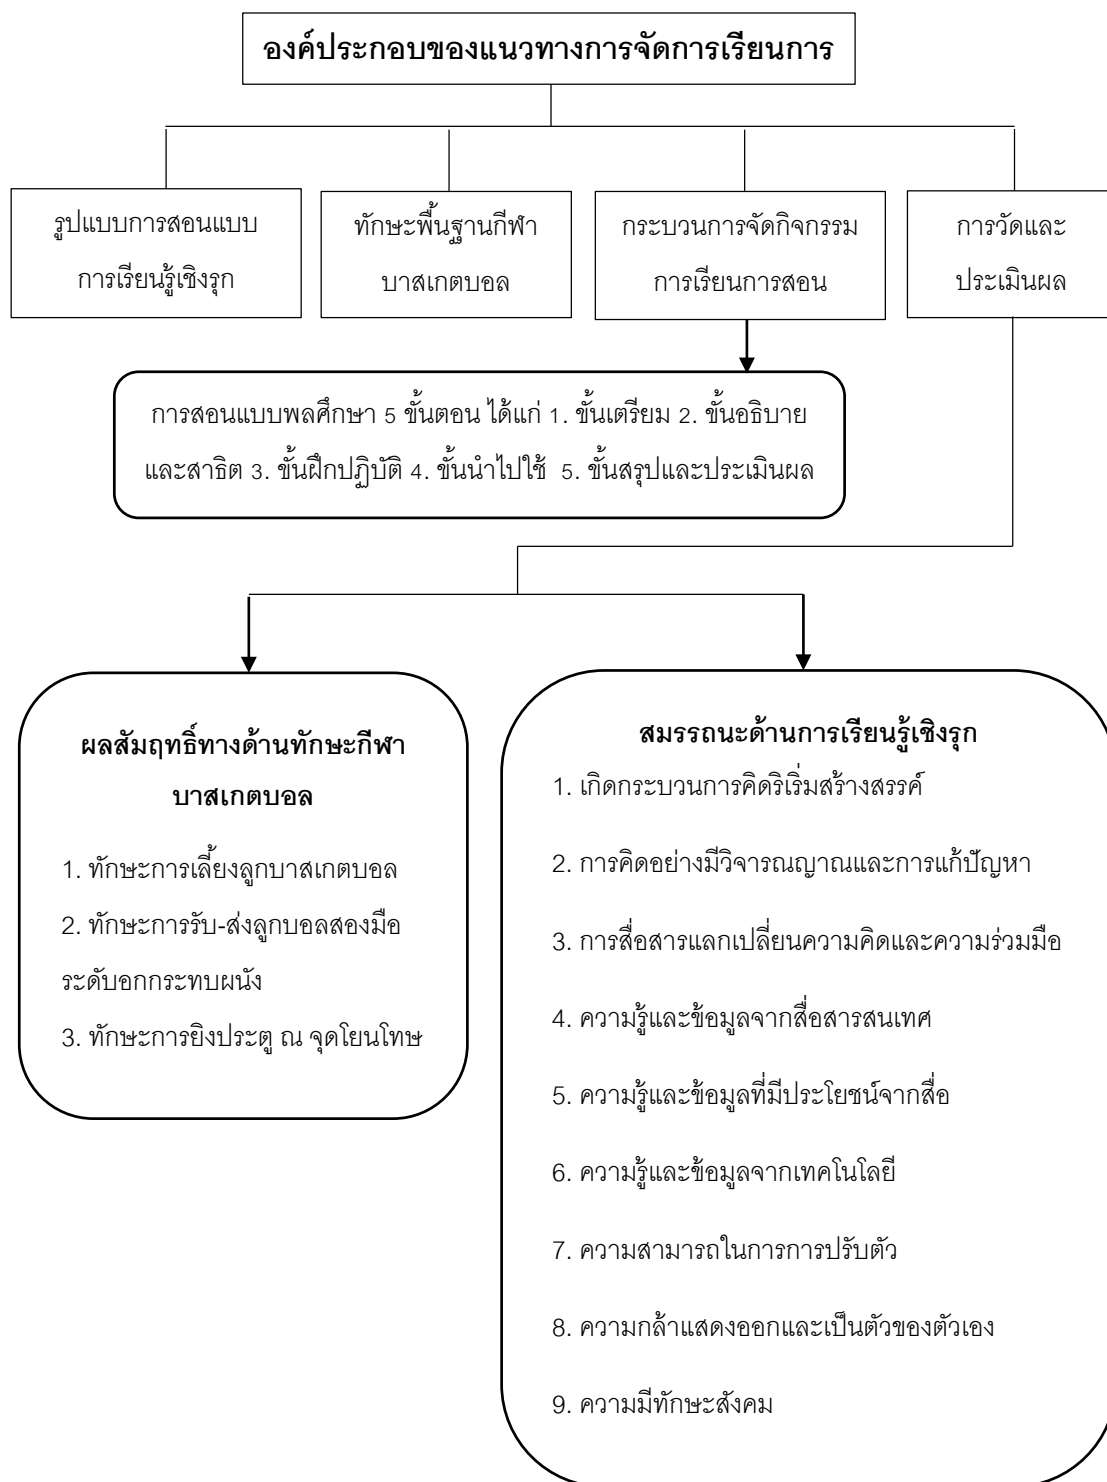 องค์ประกอบของแนวทางการจัดการเรียนการ
รูปแบบการสอนแบบ
การเรียนรู้เชิงรุก
ทักษะพื้นฐานกีฬา
บาสเกตบอล
กระบวนการจัดกิจกรรม
การเรียนการสอน
การวัดและ
ประเมินผล
การสอนแบบพลศึกษา 5 ขั้นตอน ได้แก่ 1. ขั้นเตรียม 2. ขั้นอธิบาย
และสาธิต 3. ขั้นฝึกปฏิบัติ 4. ขั้นนำไปใช้ 5. ขั้นสรุปและประเมินผล
ผลสัมฤทธิ์ทางด้านทักษะกีฬา
บาสเกตบอล
1. ทักษะการเลี้ยงลูกบาสเกตบอล
2. ทักษะการรับ-ส่งลูกบอลสองมือ
ระดับอกกระทบผนัง
3. ทักษะการยิงประตู ณ จุดโยนโทษ
สมรรถนะด้านการเรียนรู้เชิงรุก
1. เกิดกระบวนการคิดริเริ่มสร้างสรรค์
2. การคิดอย่างมีวิจารณญาณและการแก้ปัญหา
3. การสื่อสารแลกเปลี่ยนความคิดและความร่วมมือ
4. ความรู้และข้อมูลจากสื่อสารสนเทศ
5. ความรู้และข้อมูลที่มีประโยชน์จากสื่อ
6. ความรู้และข้อมูลจากเทคโนโลยี
7. ความสามารถในการการปรับตัว
8. ความกล้าแสดงออกและเป็นตัวของตัวเอง
9. ความมีทักษะสังคม